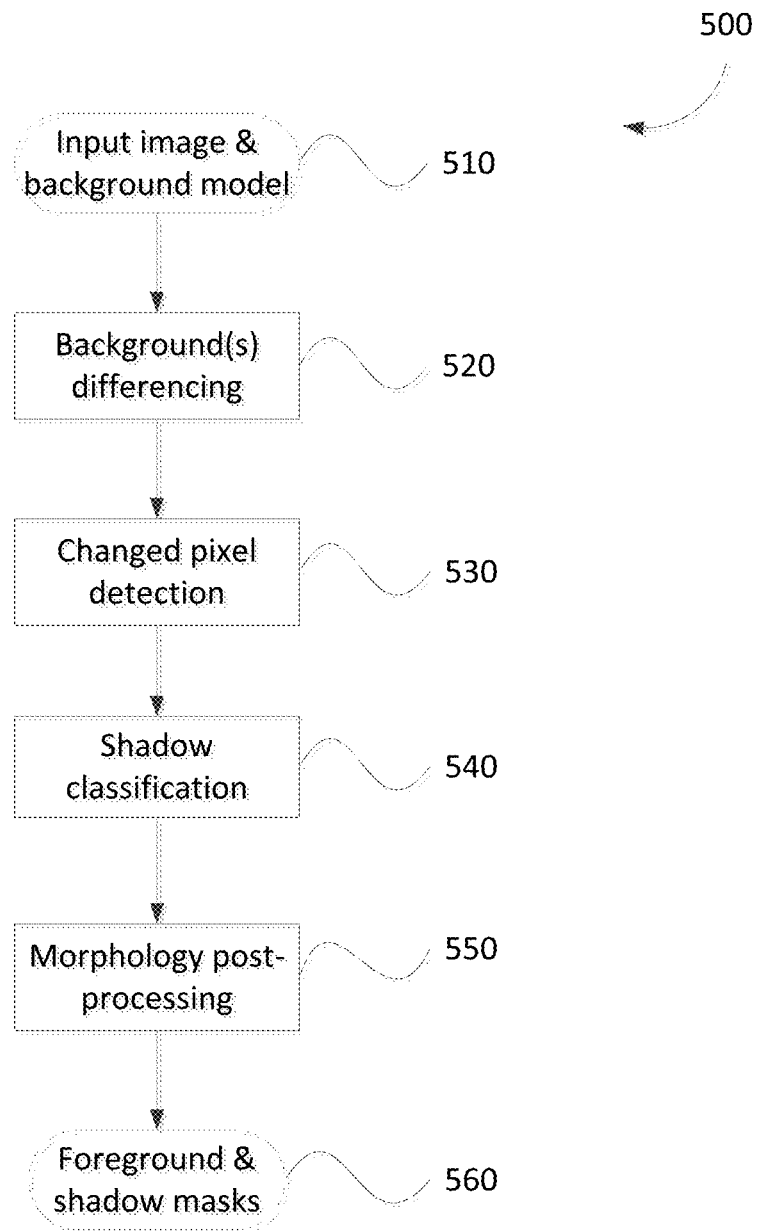 500
Input image &
background model
510
Background(s)
differencing
520
Changed pixel
detection
530
Shadow
classification
540
Morphology post-
processing
550
Foreground &
shadow masks
560